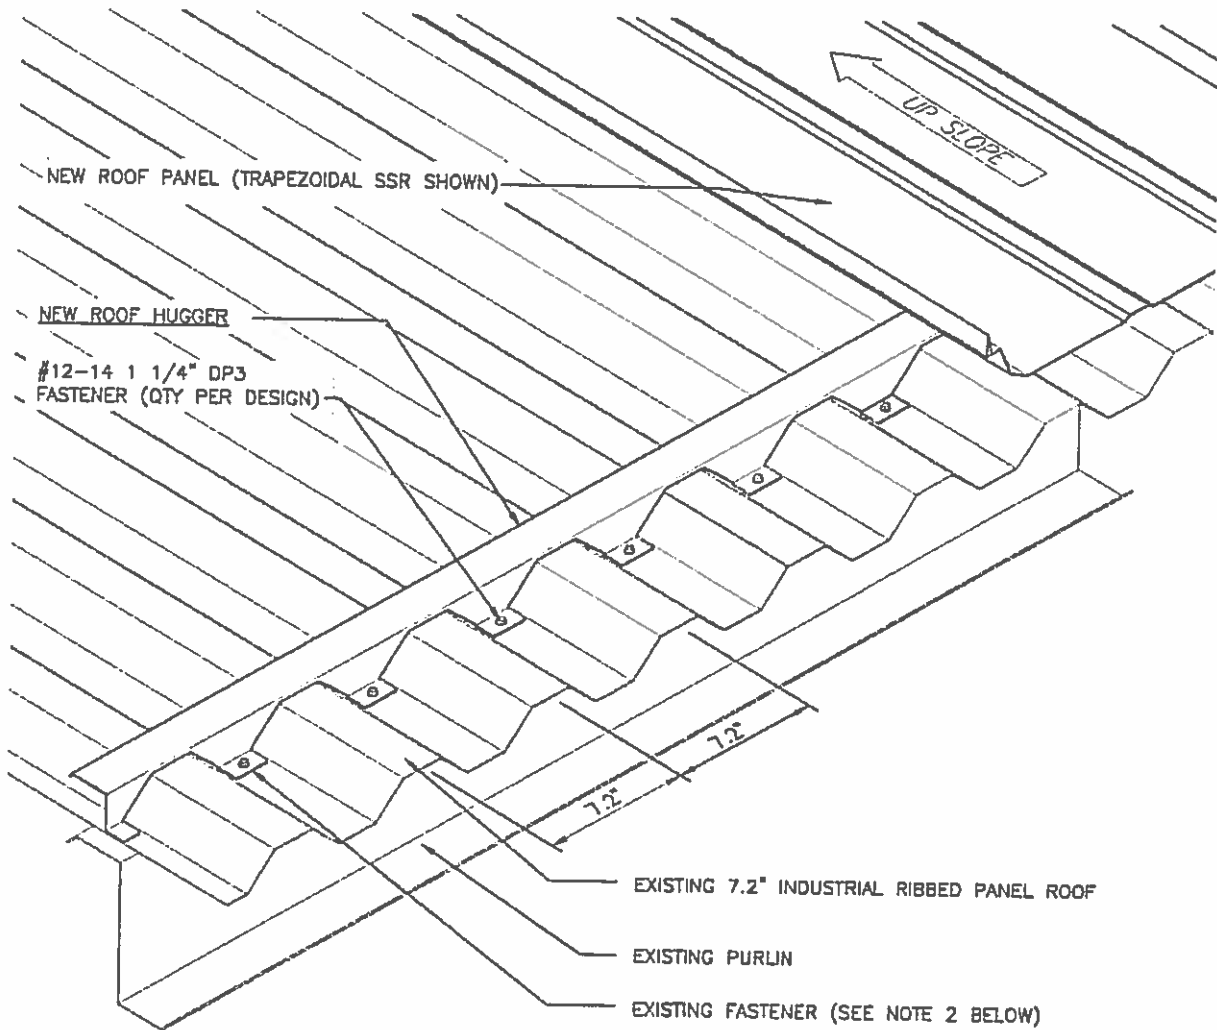 UP SLOPE
NEW ROOF PANEL (TRAPEZOIDAL SSR SHOWN)
NEW ROOF HUGGER
#12-14 1 1/4" DP3
FASTENER (QTY PER DESIGN)
7.2"
7.2"
EXISTING 7.2" INDUSTRIAL RIBBED PANEL ROOF
EXISTING PURLIN
EXISTING FASTENER (SEE NOTE 2 BELOW)